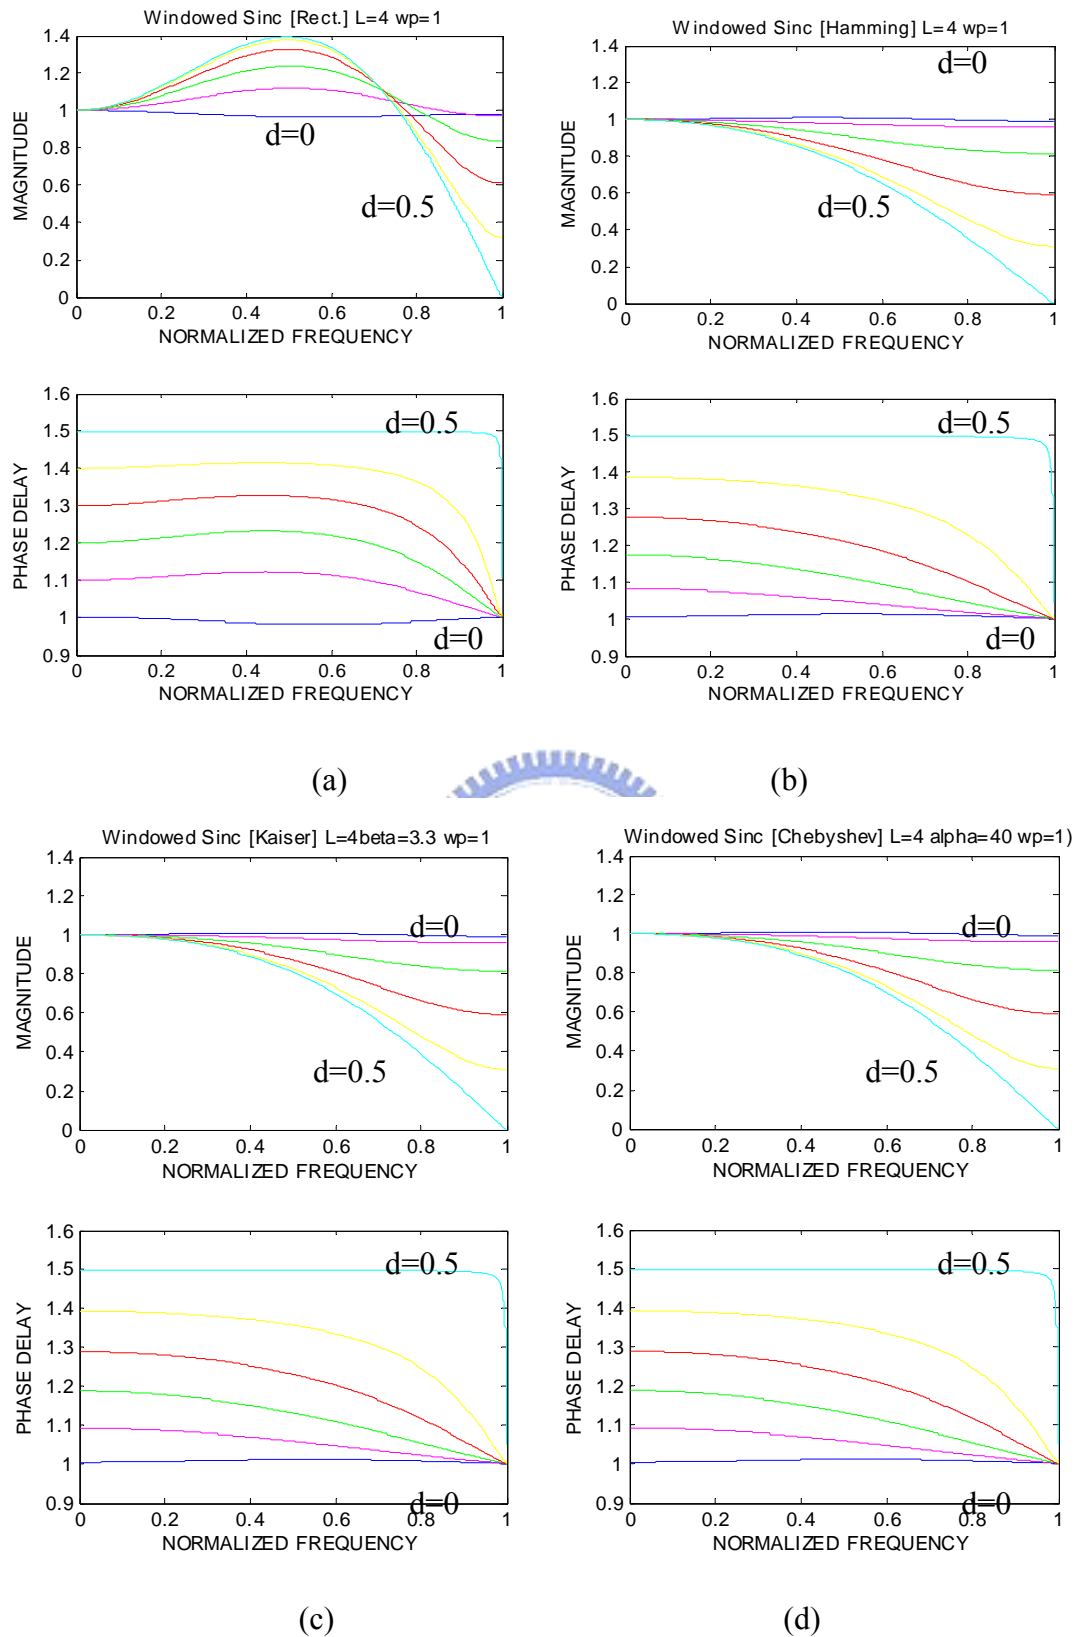 Windowed Sinc [Rect.] L=4 wp=1
1.4
1.2
1
0.8
0.6
0.4
0.2
0
MAGNITUDE
d=0
d=0.5
0 0.2 0.4 0.6 0.8 1
NORMALIZED FREQUENCY
1.6
1.5
1.4
1.3
1.2
1.1
1
0.9
PHASE DELAY
d=0.5
d=0
0 0.2 0.4 0.6 0.8 1
NORMALIZED FREQUENCY
(a)
Windowed Sinc [Hamming] L=4 wp=1
1.4
1.2
1
0.8
0.6
0.4
0.2
0
MAGNITUDE
d=0
d=0.5
0 0.2 0.4 0.6 0.8 1
NORMALIZED FREQUENCY
1.6
1.5
1.4
1.3
1.2
1.1
1
0.9
PHASE DELAY
d=0.5
d=0
0 0.2 0.4 0.6 0.8 1
NORMALIZED FREQUENCY
(b)
Windowed Sinc [Kaiser] L=4beta=3.3 wp=1
1.4
1.2
1
0.8
0.6
0.4
0.2
0
MAGNITUDE
d=0
d=0.5
0 0.2 0.4 0.6 0.8 1
NORMALIZED FREQUENCY
1.6
1.5
1.4
1.3
1.2
1.1
1
0.9
PHASE DELAY
d=0.5
d=0
0 0.2 0.4 0.6 0.8 1
NORMALIZED FREQUENCY
(c)
Windowed Sinc [Chebyshev] L=4 alpha=40 wp=1)
1.4
1.2
1
0.8
0.6
0.4
0.2
0
MAGNITUDE
d=0
d=0.5
0 0.2 0.4 0.6 0.8 1
NORMALIZED FREQUENCY
1.6
1.5
1.4
1.3
1.2
1.1
1
0.9
PHASE DELAY
d=0.5
d=0
0 0.2 0.4 0.6 0.8 1
NORMALIZED FREQUENCY
(d)